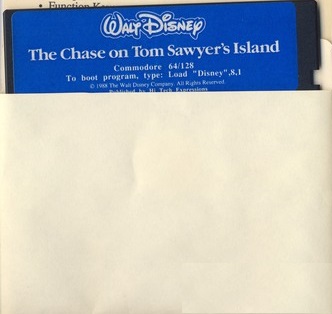 • Function Ke
WALT DISNEY
The Chase on Tom Sawyer's Island
Commodore 64/128
To boot program, type: Load "Disney",8,1
© 1988 The Walt Disney Company. All Rights Reserved.
Published by Hi Tech Expressions